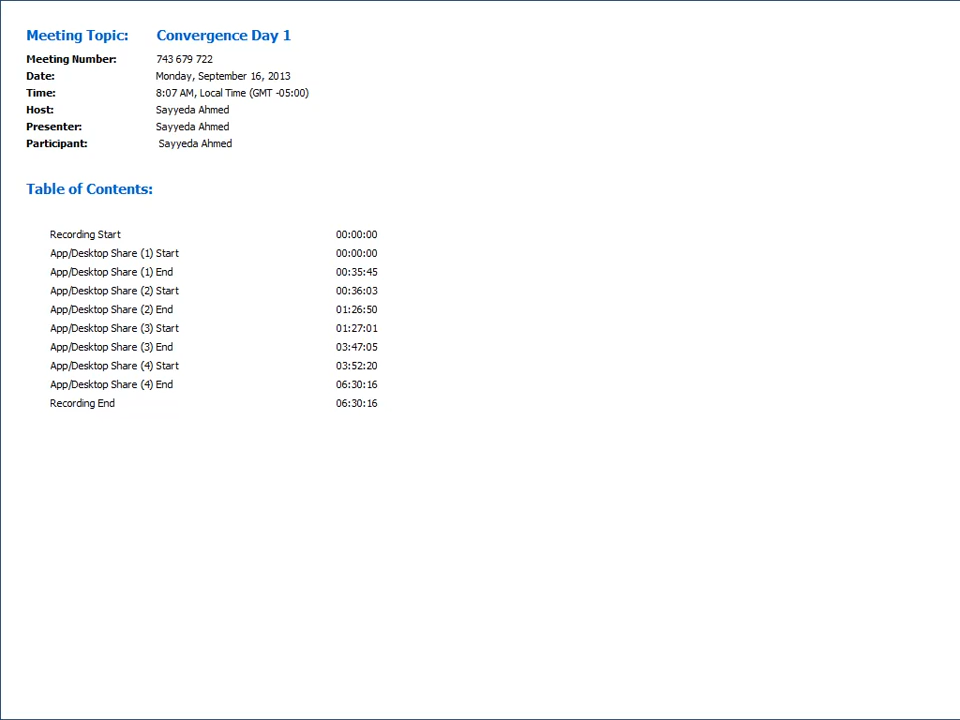 Meeting Topic: Convergence Day 1
Meeting Number: 743 679 722
Date: Monday, September 16, 2013
Time: 8:07 AM, Local Time (GMT -05:00)
Host: Sayyeda Ahmed
Presenter: Sayyeda Ahmed
Participant: Sayyeda Ahmed
Table of Contents:
Recording Start 00:00:00
App/Desktop Share (1) Start 00:00:00
App/Desktop Share (1) End 00:35:45
App/Desktop Share (2) Start 00:36:03
App/Desktop Share (2) End 01:26:50
App/Desktop Share (3) Start 01:27:01
App/Desktop Share (3) End 03:47:05
App/Desktop Share (4) Start 03:52:20
App/Desktop Share (4) End 06:30:16
Recording End 06:30:16